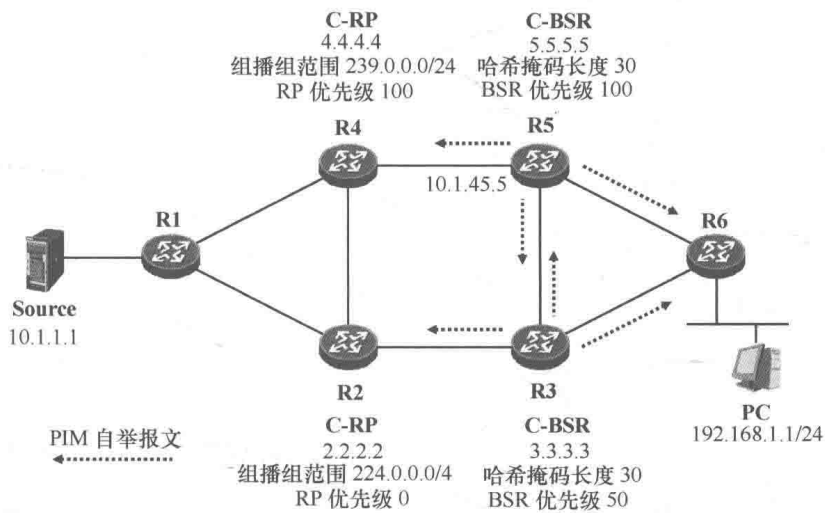 C-RP
4.4.4.4
组播组范围 239.0.0.0/24
RP 优先级 100
R4
C-BSR
5.5.5.5
哈希掩码长度 30
BSR 优先级 100
R5
10.1.45.5
R1
R6
Source
10.1.1.1
R2
R3
PC
192.168.1.1/24
PIM 自举报文
C-RP
2.2.2.2
组播组范围 224.0.0.0/4
RP 优先级 0
C-BSR
3.3.3.3
哈希掩码长度 30
BSR 优先级 50